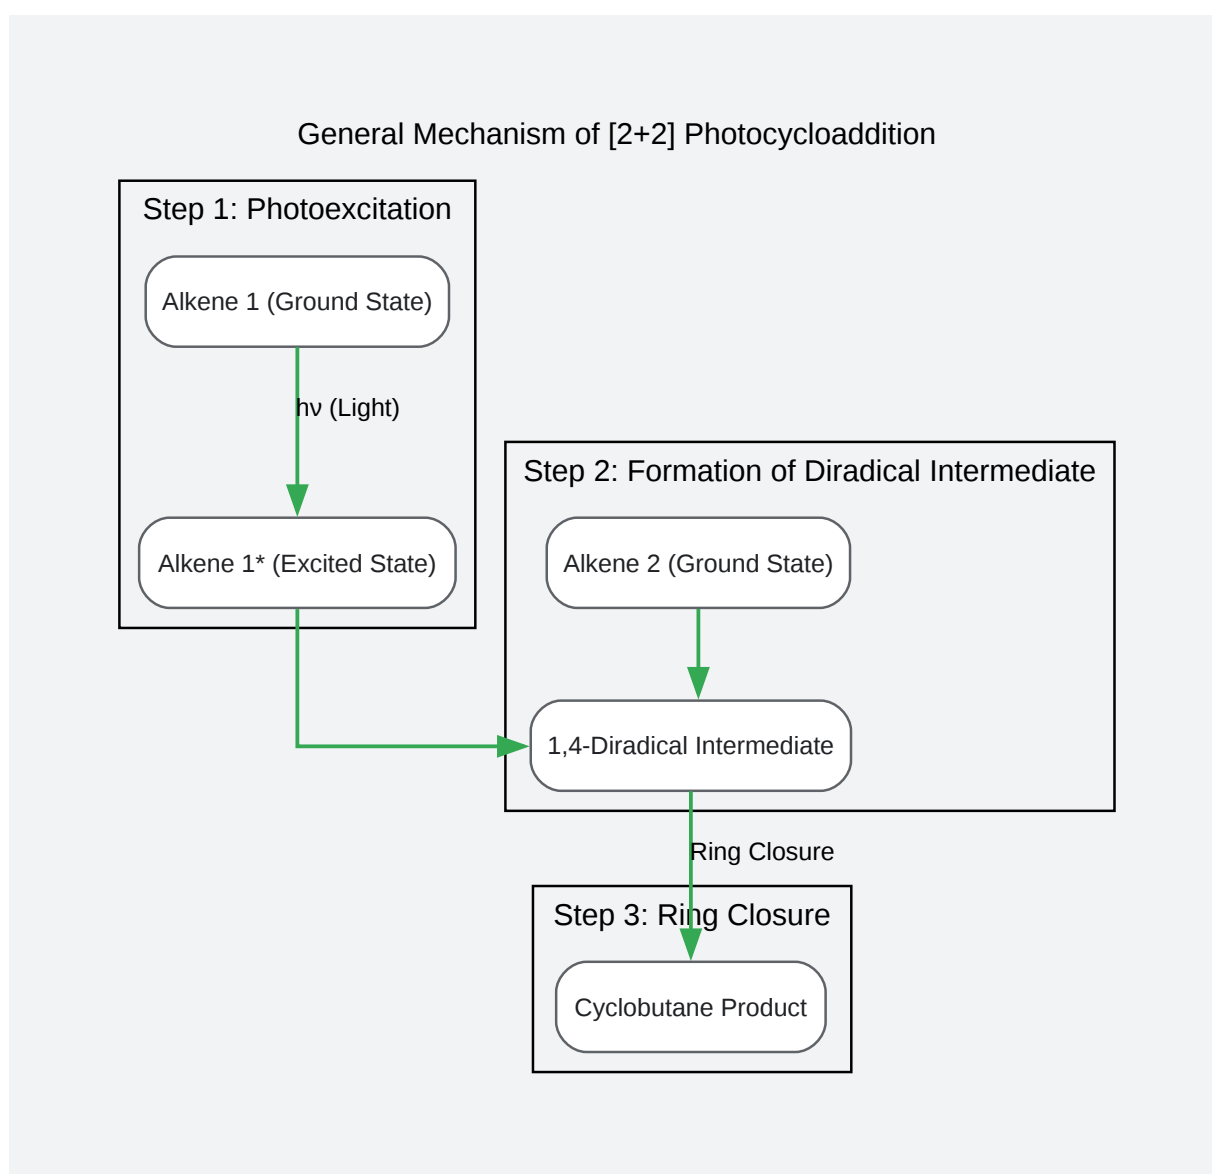 General Mechanism of [2+2] Photocycloaddition
Step 1: Photoexcitation
Alkene 1 (Ground State)
hν (Light)
Alkene 1* (Excited State)
Step 2: Formation of Diradical Intermediate
Alkene 2 (Ground State)
1,4-Diradical Intermediate
Ring Closure
Step 3: Ring Closure
Cyclobutane Product